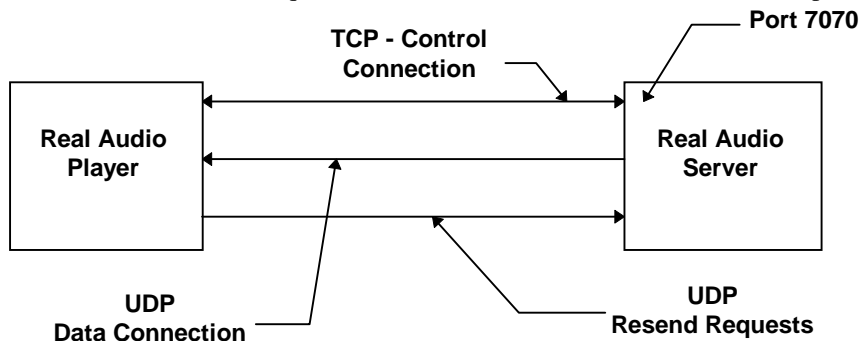 Port 7070
TCP - Control
Connection
Real Audio
Player
Real Audio
Server
UDP
Data Connection
UDP
Resend Requests